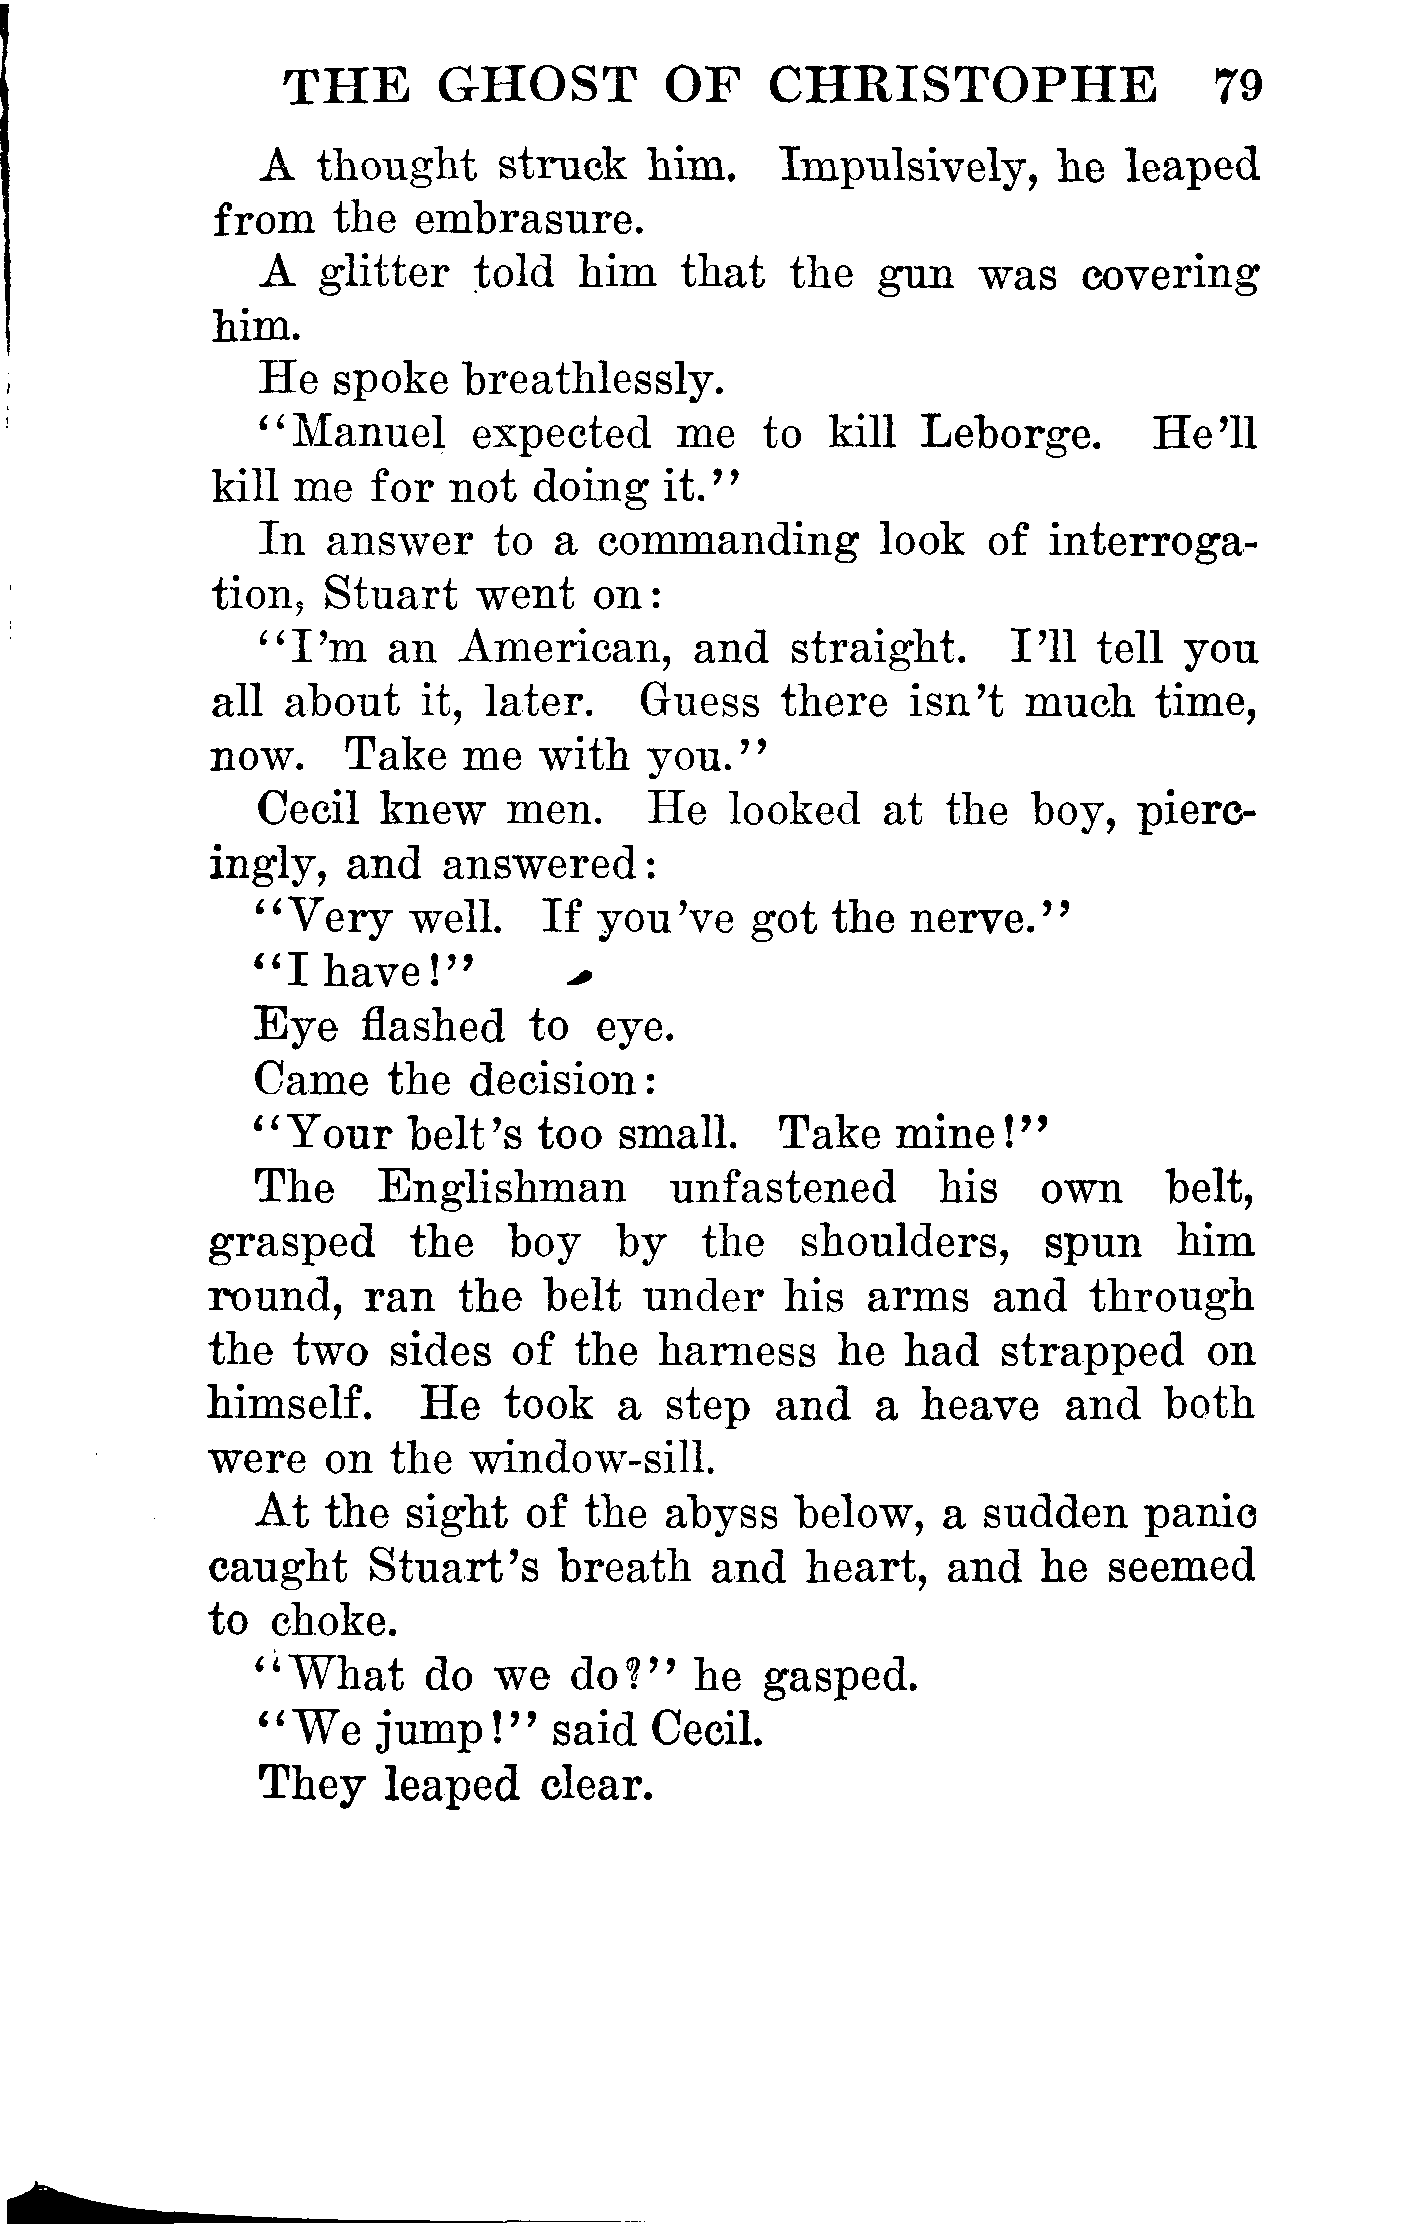 THE GHOST OF CHRISTOPHE 79
A thought struck him. Impulsively, he leaped
from the embrasure.
A glitter told him that the gun was covering
him.
He spoke breathlessly.
"Manuel expected me to kill Leborge. He'll
kill me for not doing it."
In answer to a commanding look of interroga-
tion, Stuart went on:
"I'm an American, and straight. I'll tell you
all about it, later. Guess there isn't much time,
now. Take me with you."
Cecil knew men. He looked at the boy, pierc-
ingly, and answered:
"Very well. If you've got the nerve."
"I have!"
Eye flashed to eye.
Came the decision:
"Your belt's too small. Take mine!"
The Englishman unfastened his own belt,
grasped the boy by the shoulders, spun him
round, ran the belt under his arms and through
the two sides of the harness he had strapped on
himself. He took a step and a heave and both
were on the window-sill.
At the sight of the abyss below, a sudden panic
caught Stuart's breath and heart, and he seemed
to choke.
"What do we do?" he gasped.
"We jump!" said Cecil.
They leaped clear.